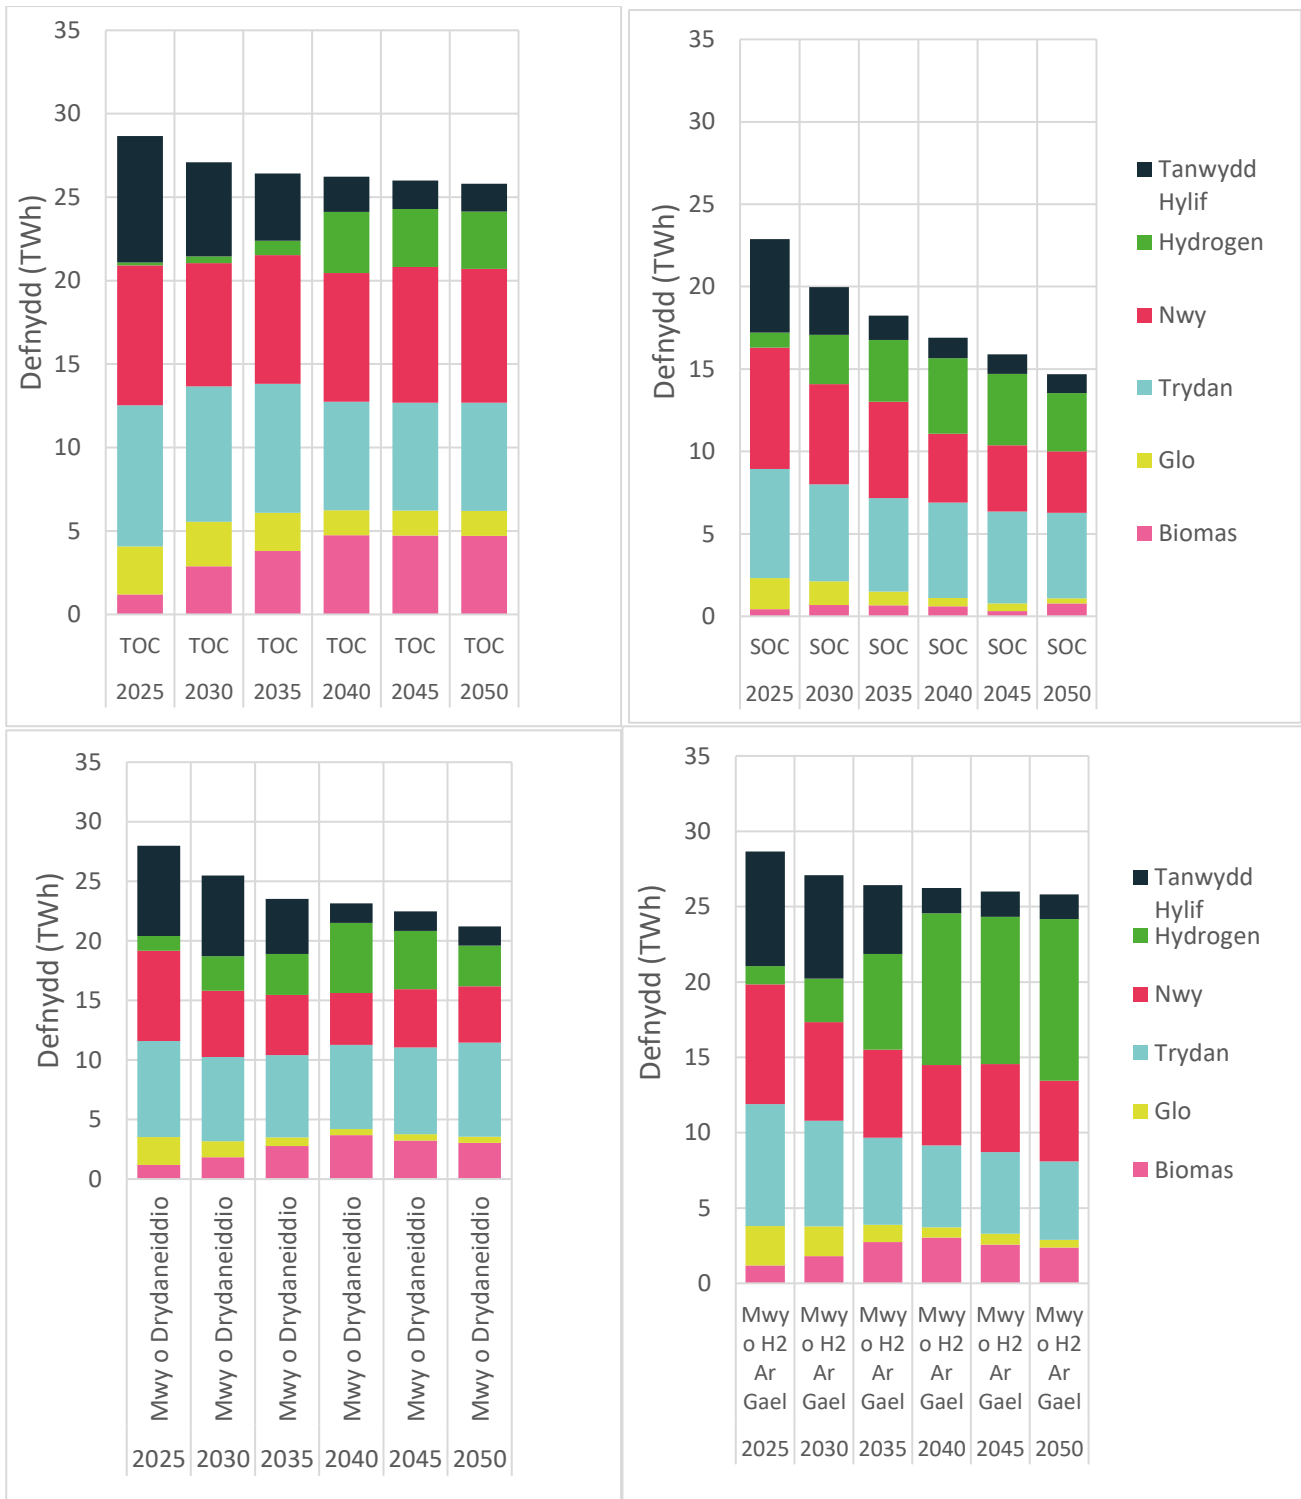 Defnydd (TWh)
35
30
25
20
15
10
5
0
TOC TOC TOC TOC TOC TOC
2025 2030 2035 2040 2045 2050
Defnydd (TWh)
35
30
25
20
15
10
5
0
SOC SOC SOC SOC SOC SOC
2025 2030 2035 2040 2045 2050
Tanwydd
Hylif
Hydrogen
Nwy
Trydan
Glo
Biomas
Defnydd (TWh)
35
30
25
20
15
10
5
0
Mwy o Drydaneiddio
Mwy o Drydaneiddio
Mwy o Drydaneiddio
Mwy o Drydaneiddio
Mwy o Drydaneiddio
Mwy o Drydaneiddio
2025 2030 2035 2040 2045 2050
Defnydd (TWh)
35
30
25
20
15
10
5
0
Mwy Mwy Mwy Mwy Mwy Mwy
o H2 o H2 o H2 o H2 o H2 o H2
Ar Ar Ar Ar Ar Ar
Gael Gael Gael Gael Gael Gael
2025 2030 2035 2040 2045 2050
Tanwydd
Hylif
Hydrogen
Nwy
Trydan
Glo
Biomas